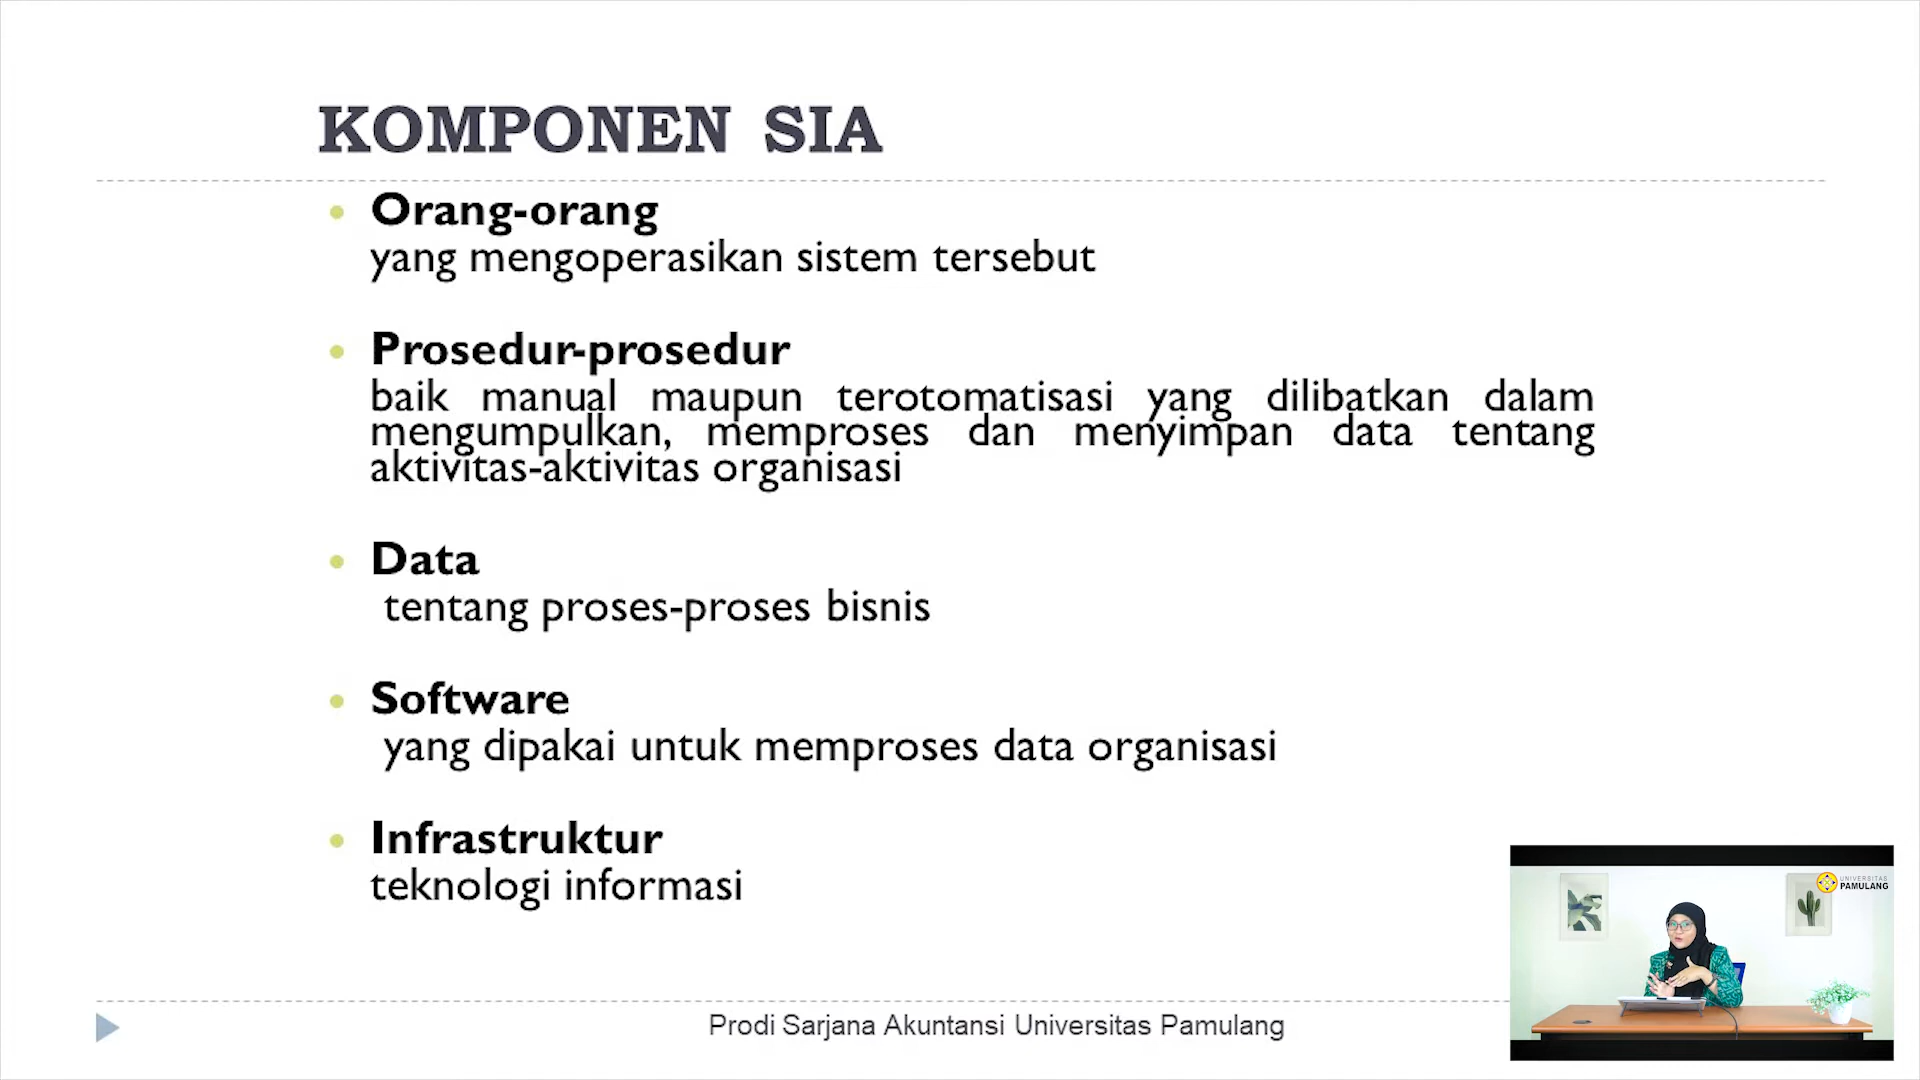 KOMPONEN SIA
Orang-orang
yang mengoperasikan sistem tersebut
Prosedur-prosedur
baik manual maupun terotomatisasi yang dilibatkan dalam
mengumpulkan, memproses dan menyimpan data tentang
aktivitas-aktivitas organisasi
Data
tentang proses-proses bisnis
Software
yang dipakai untuk memproses data organisasi
Infrastruktur
teknologi informasi
UNIVERSITAS
PAMULANG
Prodi Sarjana Akuntansi Universitas Pamulang